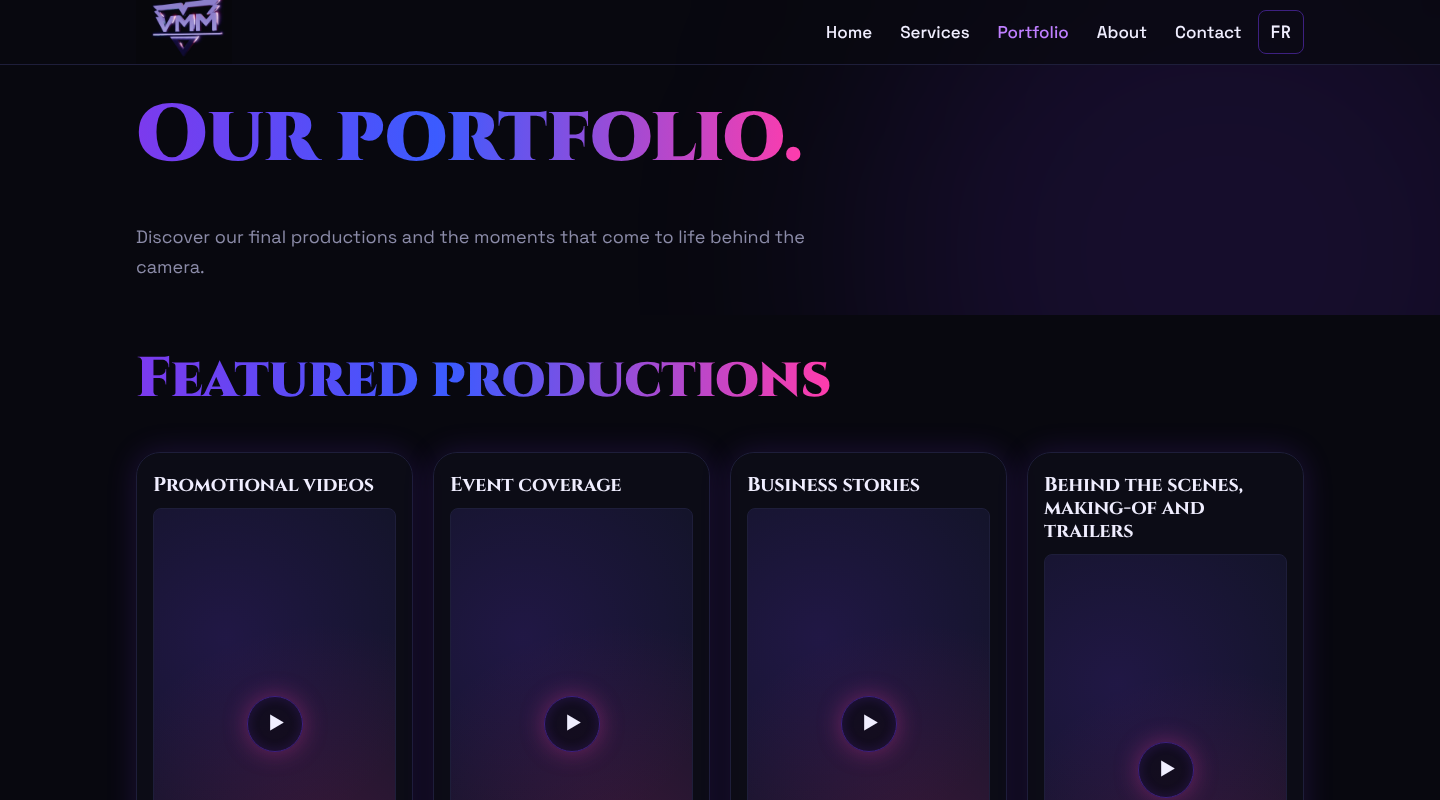 VMM
Home
Services
Portfolio
About
Contact
FR
Our portfolio.
Discover our final productions and the moments that come to life behind the
camera.
Featured productions
Promotional videos
Event coverage
Business stories
Behind the scenes,
making-of and
trailers